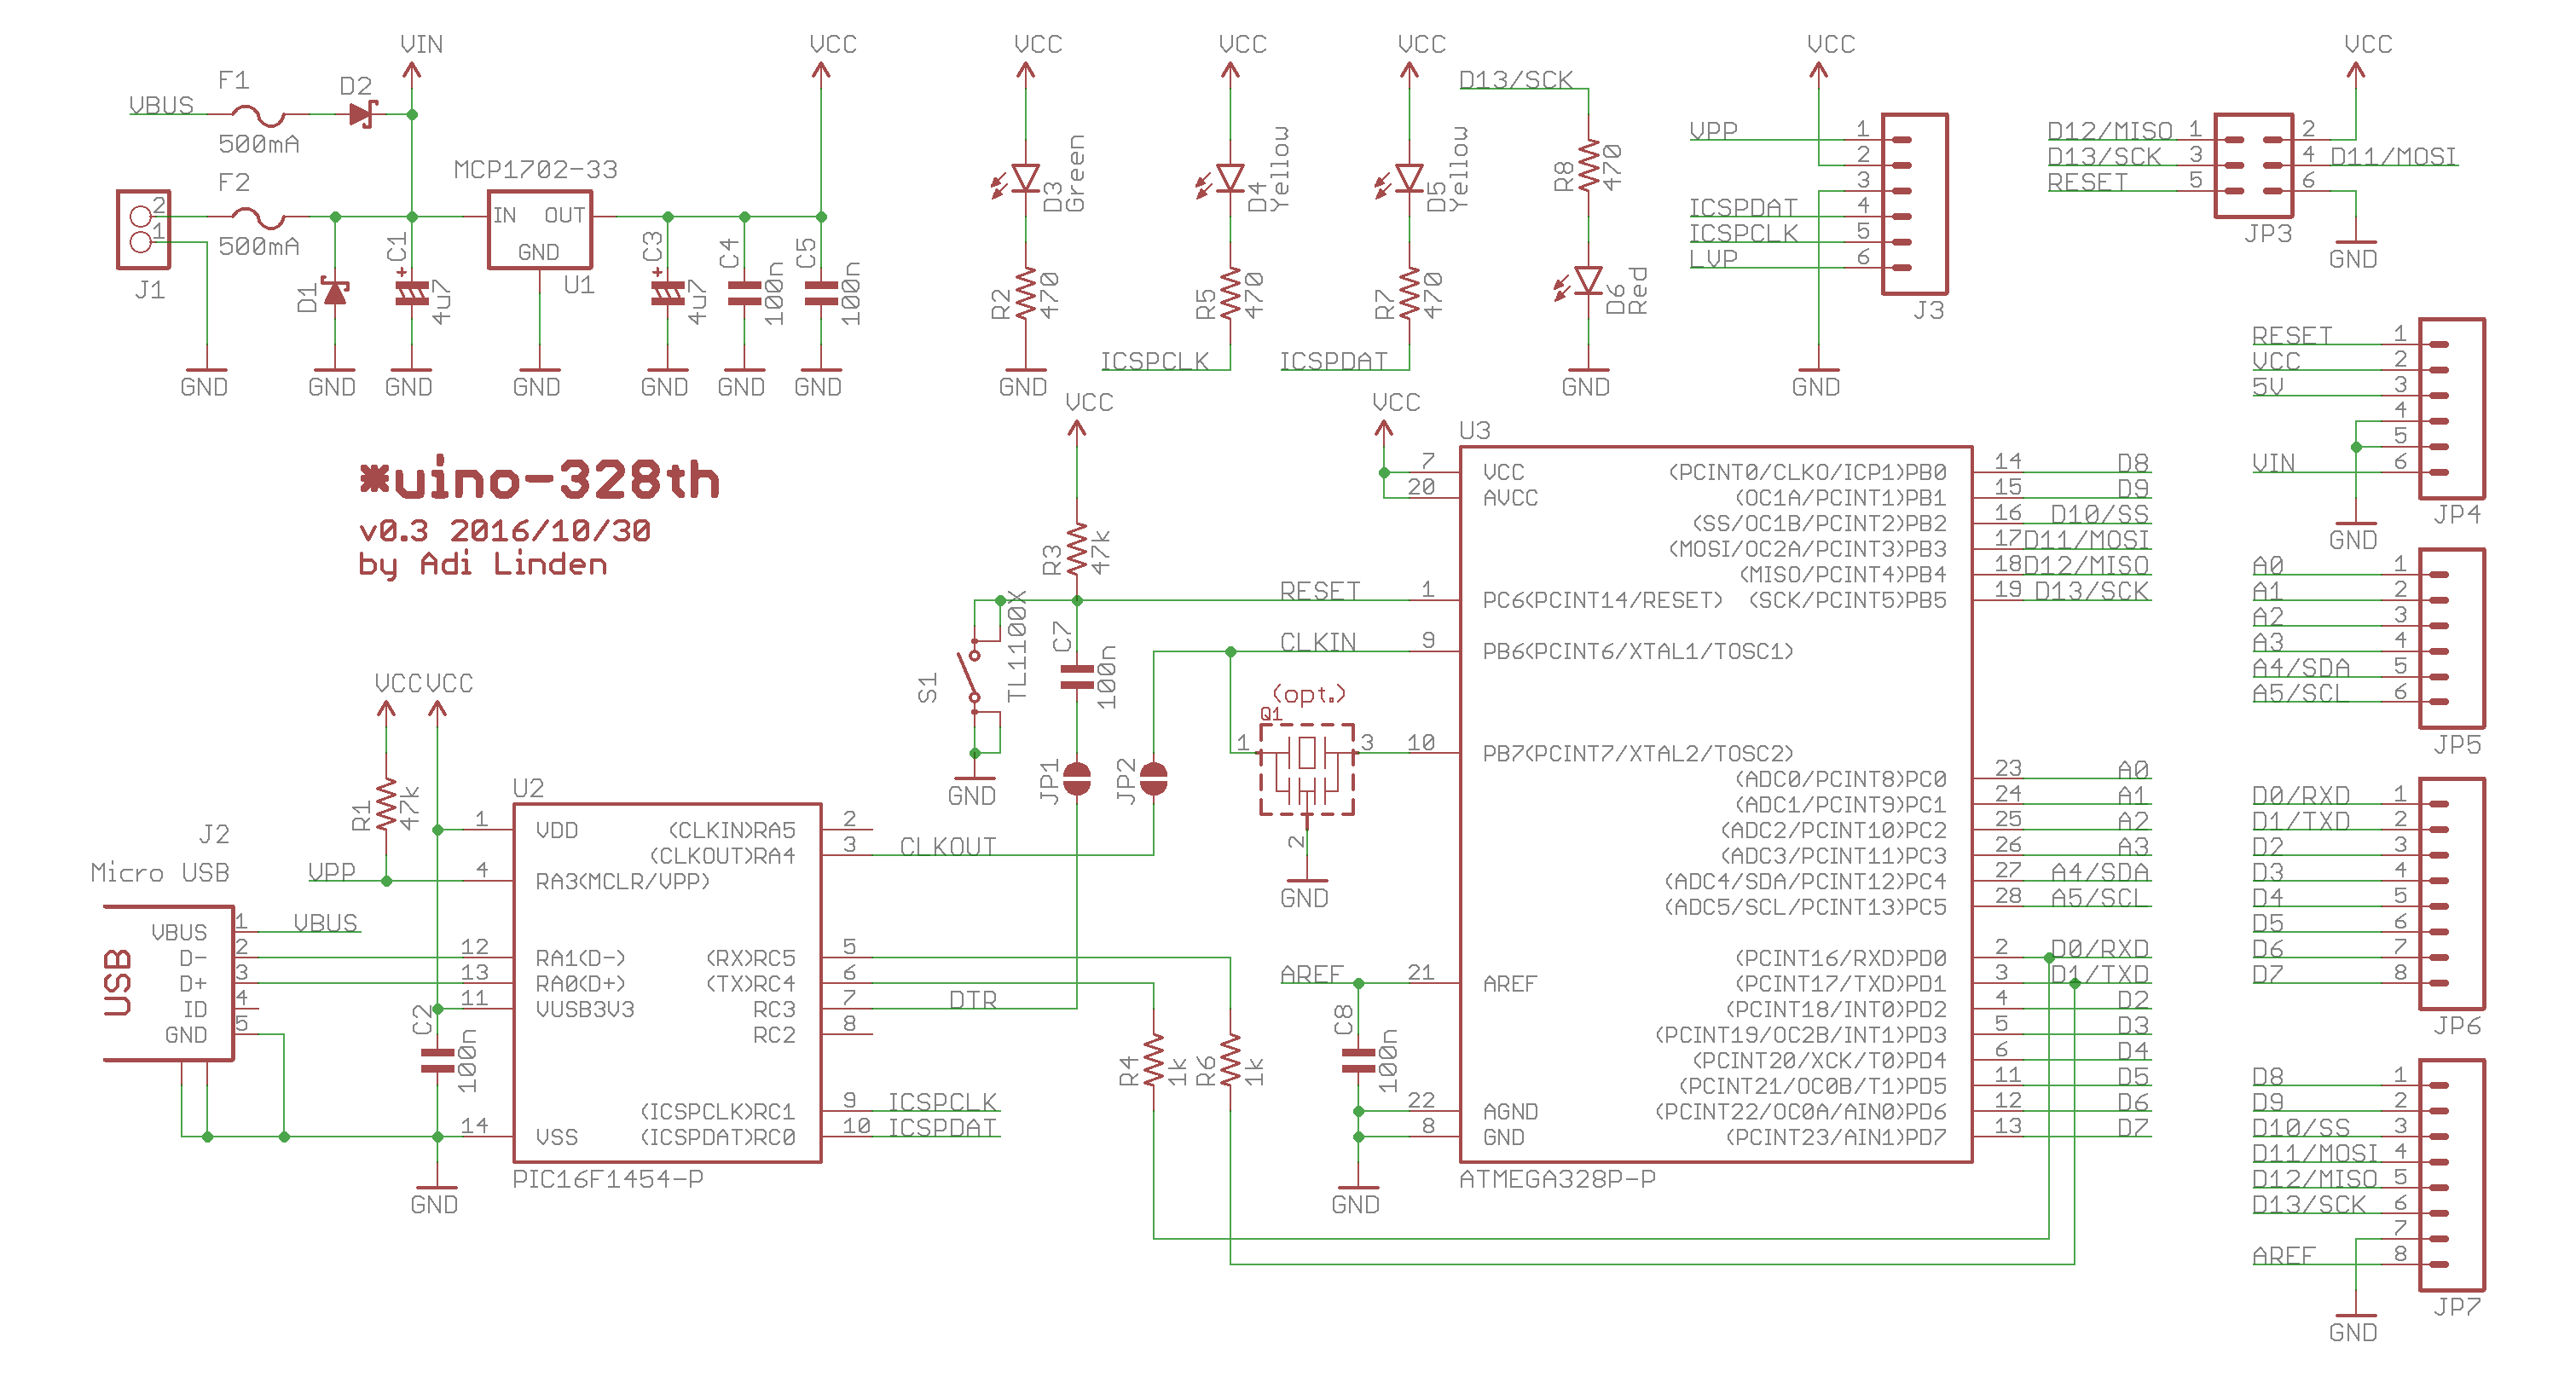 VIN
VCC
VCC
VCC
VCC
VCC
VCC
F1
D2
VBUS
500mA
D13/SCK
F2
MCP1702-33
2
1
500mA
IN OUT
GND
U1
J1
D1
C1
4u7
C3
4u7
C4
100n
C5
100n
GND
GND
GND
GND
GND
GND
GND
D3
Green
R2
470
GND
D4
Yellow
R5
470
ICSPCLK
D5
Yellow
R7
470
ICSPDAT
R8
470
D6
Red
GND
VPP 1
2
3
ICSPDAT 4
ICSPCLK 5
LVP 6
J3
GND
D12/MISO 1 2
D13/SCK 3 4 D11/MOSI
RESET 5 6
JP3
GND
*uino-328th
v0.3 2016/10/30
by Adi Linden
VCC
R3
47k
RESET
S1
TL1100X
GND
C7
100n
JP1
JP2
CLKIN
(opt.)
Q1
1 3
2
GND
VCC
VCC
R1
47k
VPP
J2
Micro USB
USB
VBUS 1 VBUS
D- 2
D+ 3
ID 4
GND 5
C2
100n
GND
U2
1 VDD
4 RA3(MCLR/VPP)
12 RA1(D-)
13 RA0(D+)
11 VUSB3V3
14 VSS
(CLKIN)RA5 2
(CLKOUT)RA4 3 CLKOUT
(RX)RC5 5
(TX)RC4 6
RC3 7 DTR
RC2 8
(ICSPCLK)RC1 9 ICSPCLK
(ICSPDAT)RC0 10 ICSPDAT
PIC16F1454-P
R4
1k
R6
1k
VCC
U3
7 VCC
20 AVCC
1 PC6(PCINT14/RESET)
9 PB6(PCINT6/XTAL1/TOSC1)
10 PB7(PCINT7/XTAL2/TOSC2)
AREF 21 AREF
22 AGND
8 GND
C8
100n
GND
(PCINT0/CLKO/ICP1)PB0 14 D8
(OC1A/PCINT1)PB1 15 D9
(SS/OC1B/PCINT2)PB2 16 D10/SS
(MOSI/OC2A/PCINT3)PB3 17 D11/MOSI
(MISO/PCINT4)PB4 18 D12/MISO
(SCK/PCINT5)PB5 19 D13/SCK
(ADC0/PCINT8)PC0 23 A0
(ADC1/PCINT9)PC1 24 A1
(ADC2/PCINT10)PC2 25 A2
(ADC3/PCINT11)PC3 26 A3
(ADC4/SDA/PCINT12)PC4 27 A4/SDA
(ADC5/SCL/PCINT13)PC5 28 A5/SCL
(PCINT16/RXD)PD0 2 D0/RXD
(PCINT17/TXD)PD1 3 D1/TXD
(PCINT18/INT0)PD2 4 D2
(PCINT19/OC2B/INT1)PD3 5 D3
(PCINT20/XCK/T0)PD4 6 D4
(PCINT21/OC0B/T1)PD5 11 D5
(PCINT22/OC0A/AIN0)PD6 12 D6
(PCINT23/AIN1)PD7 13 D7
ATMEGA328P-P
RESET 1
VCC 2
5V 3
4
5
VIN 6
JP4
GND
A0 1
A1 2
A2 3
A3 4
A4/SDA 5
A5/SCL 6
JP5
D0/RXD 1
D1/TXD 2
D2 3
D3 4
D4 5
D5 6
D6 7
D7 8
JP6
D8 1
D9 2
D10/SS 3
D11/MOSI 4
D12/MISO 5
D13/SCK 6
7
AREF 8
JP7
GND